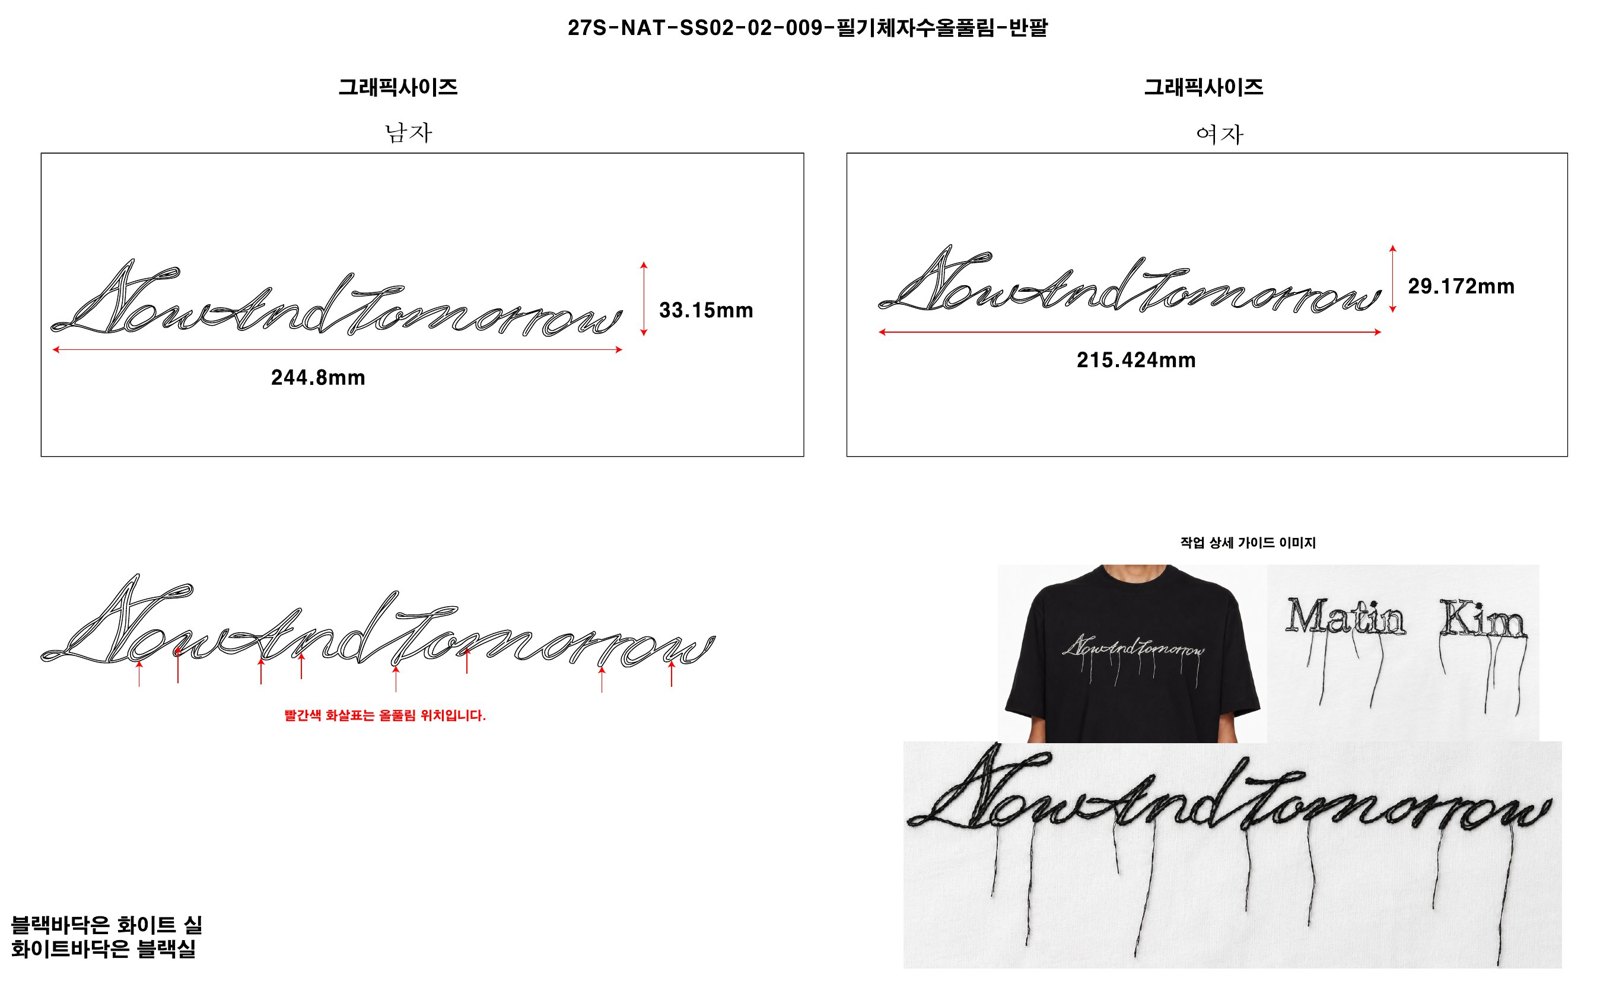 27S-NAT-SS02-02-009-필기체자수올풀림-반팔
그래픽사이즈
남자
NowAndTomorrow
33.15mm
244.8mm
그래픽사이즈
여자
NowAndTomorrow
29.172mm
215.424mm
NowAndTomorrow
빨간색 화살표는 올풀림 위치입니다.
작업 상세 가이드 이미지
NowAndTomorrow
Matin Kim
NowAndTomorrow
블랙바닥은 화이트 실
화이트바닥은 블랙실